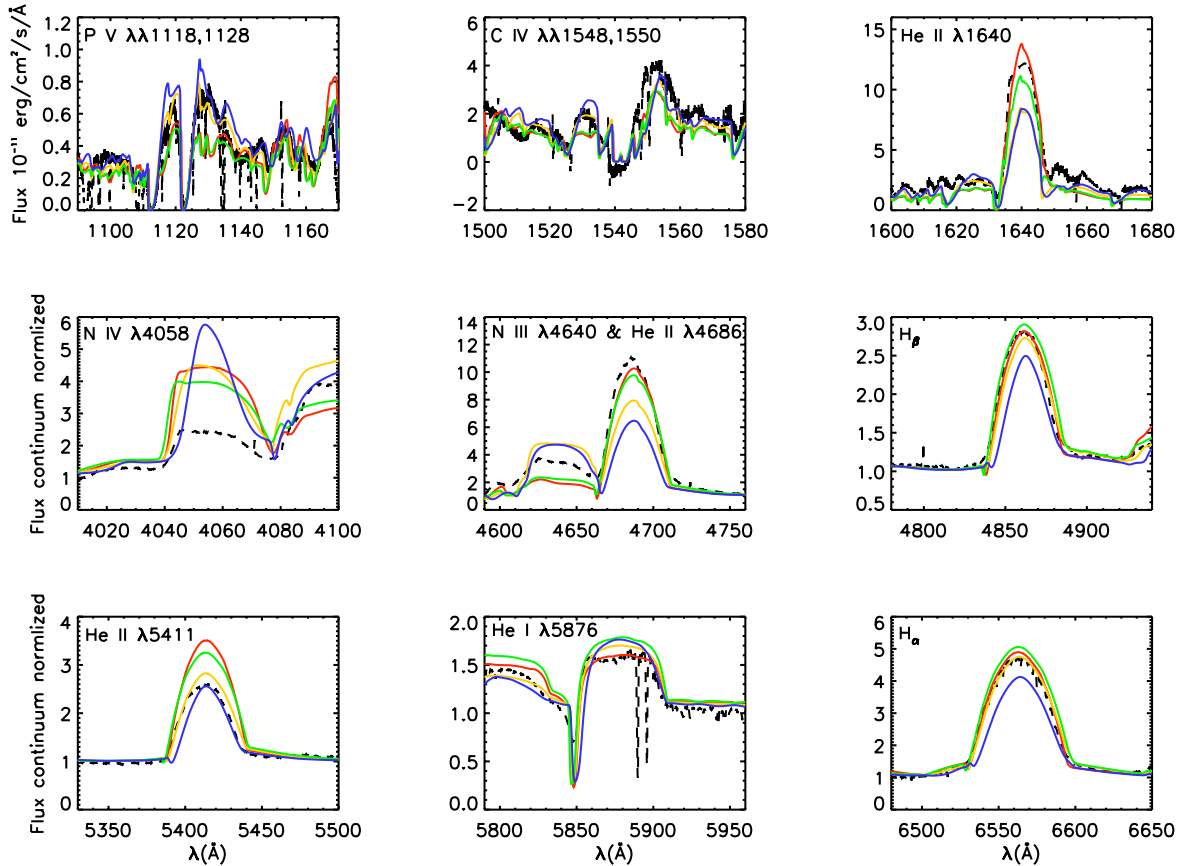 P V λλ1118,1128
1.2
1.0
0.8
0.6
0.4
0.2
0.0
1100 1120 1140 1160
Flux 10⁻¹¹ erg/cm²/s/Å
C IV λλ1548,1550
6
4
2
0
−2
1500 1520 1540 1560 1580
He II λ1640
15
10
5
0
1600 1620 1640 1660 1680
N IV λ4058
6
5
4
3
2
1
0
4020 4040 4060 4080 4100
Flux continuum normlized
N III λ4640 & He II λ4686
14
12
10
8
6
4
2
0
4600 4650 4700 4750
Hβ
3.0
2.5
2.0
1.5
1.0
0.5
4800 4850 4900
He II λ5411
4
3
2
1
0
5350 5400 5450 5500
λ(Å)
Flux continuum normlized
He I λ5876
2.0
1.5
1.0
0.5
0.0
5800 5850 5900 5950
λ(Å)
Hα
6
5
4
3
2
1
0
6500 6550 6600 6650
λ(Å)